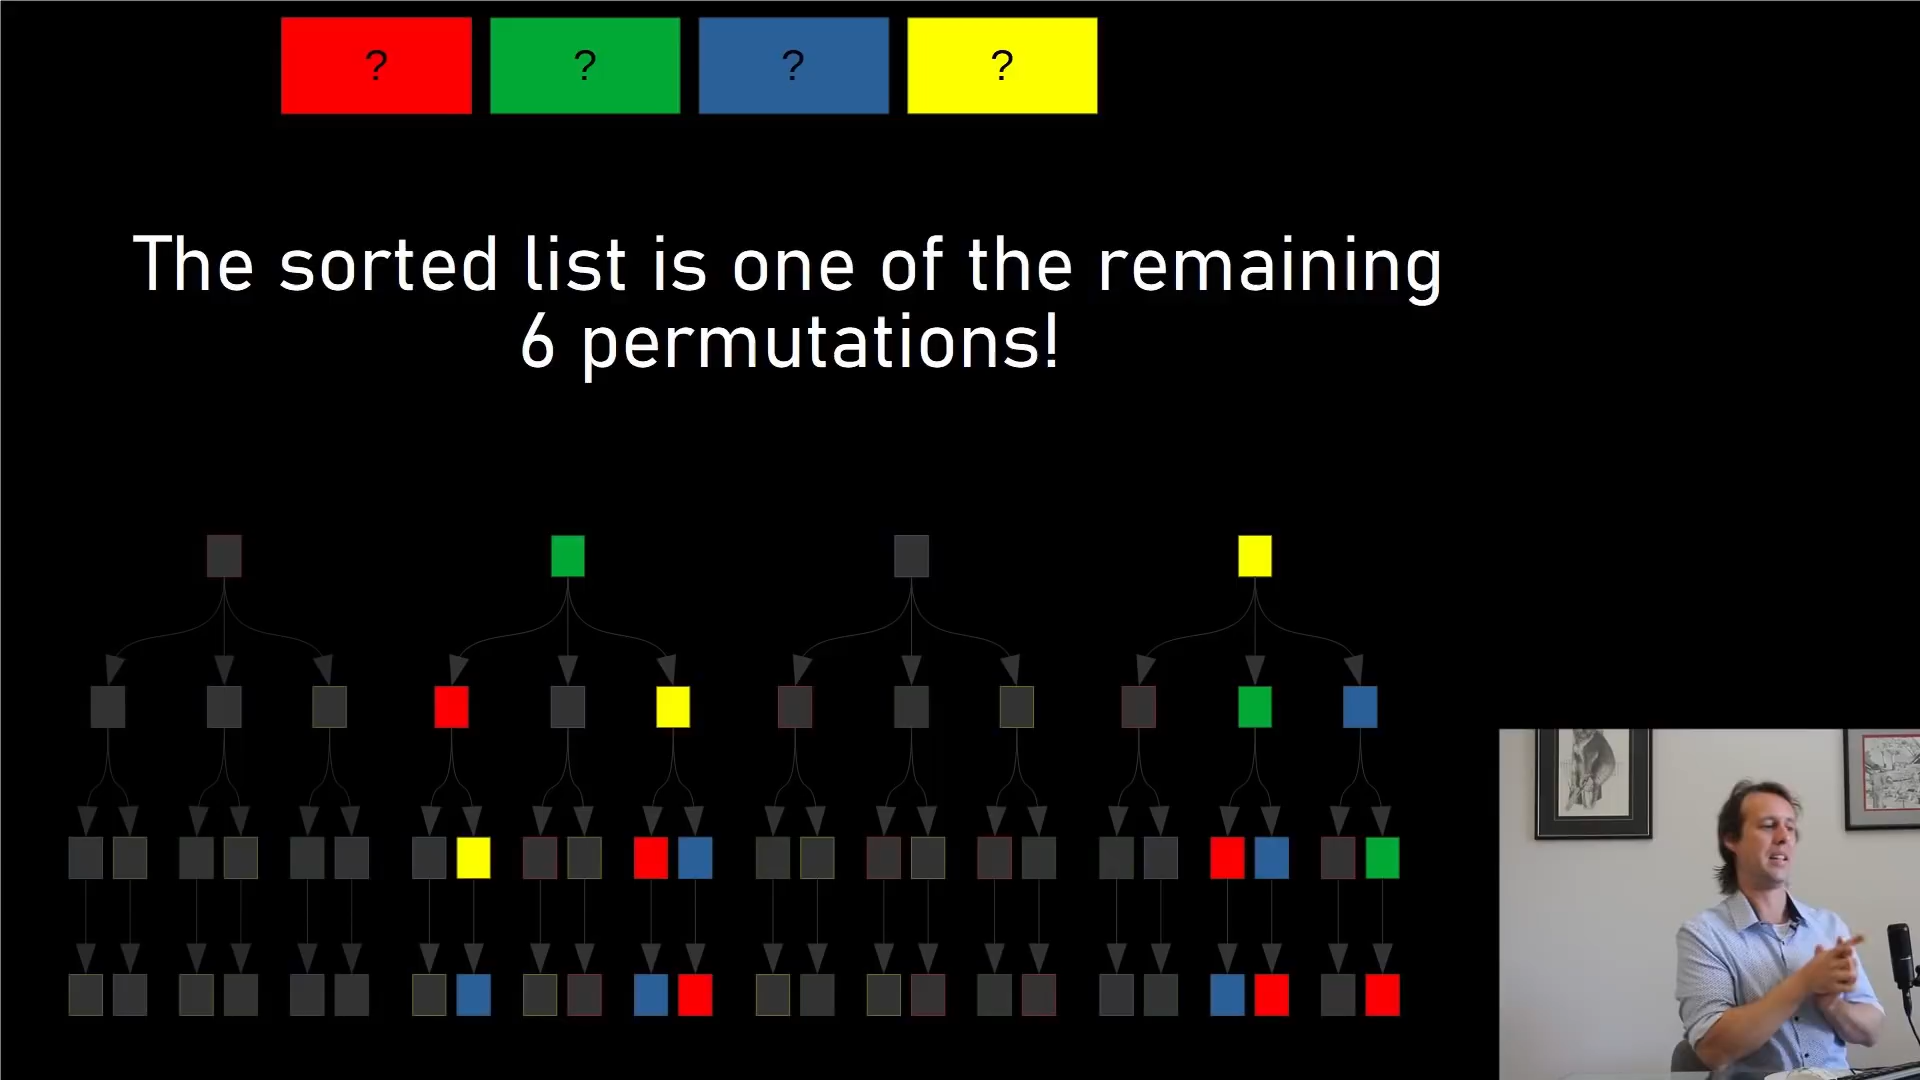 ? ? ? ?
The sorted list is one of the remaining
6 permutations!